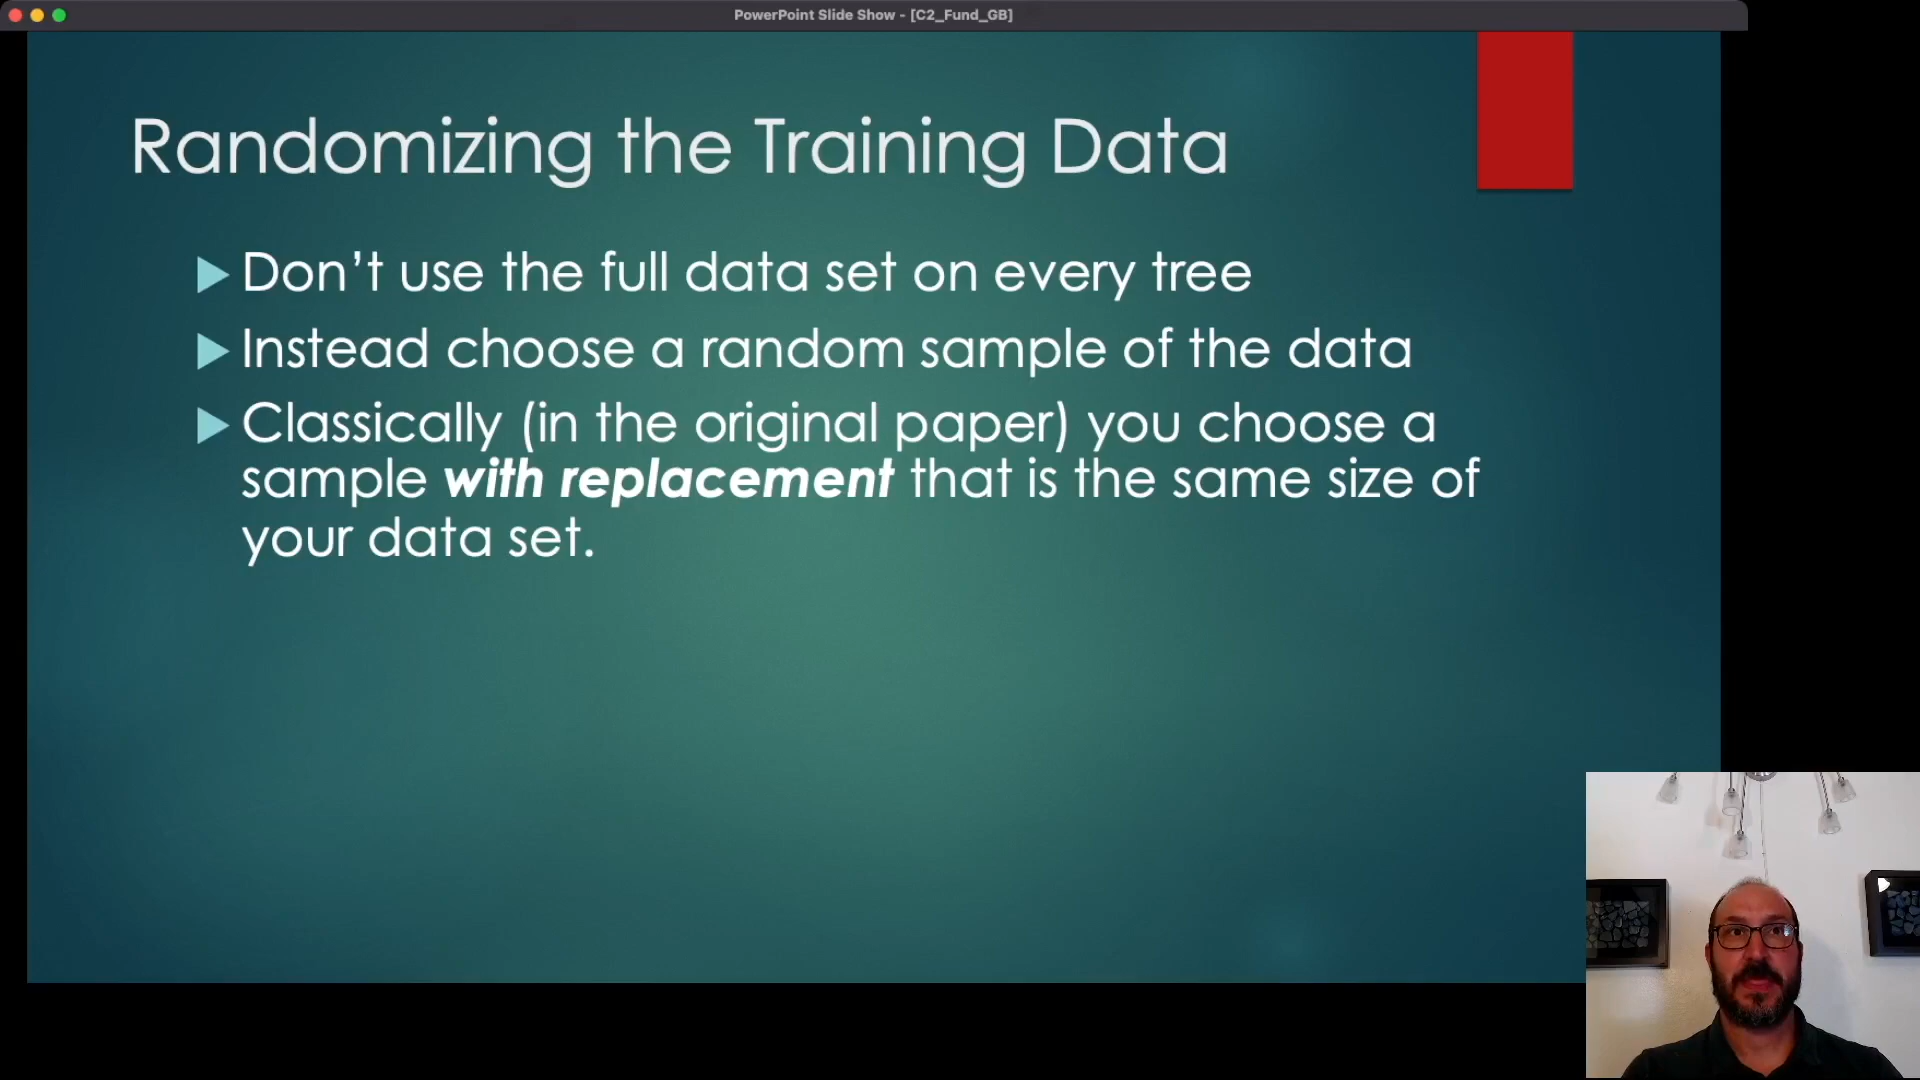 PowerPoint Slide Show - [C2_Fund_GB]
Randomizing the Training Data
Don’t use the full data set on every tree
Instead choose a random sample of the data
Classically (in the original paper) you choose a
sample with replacement that is the same size of
your data set.